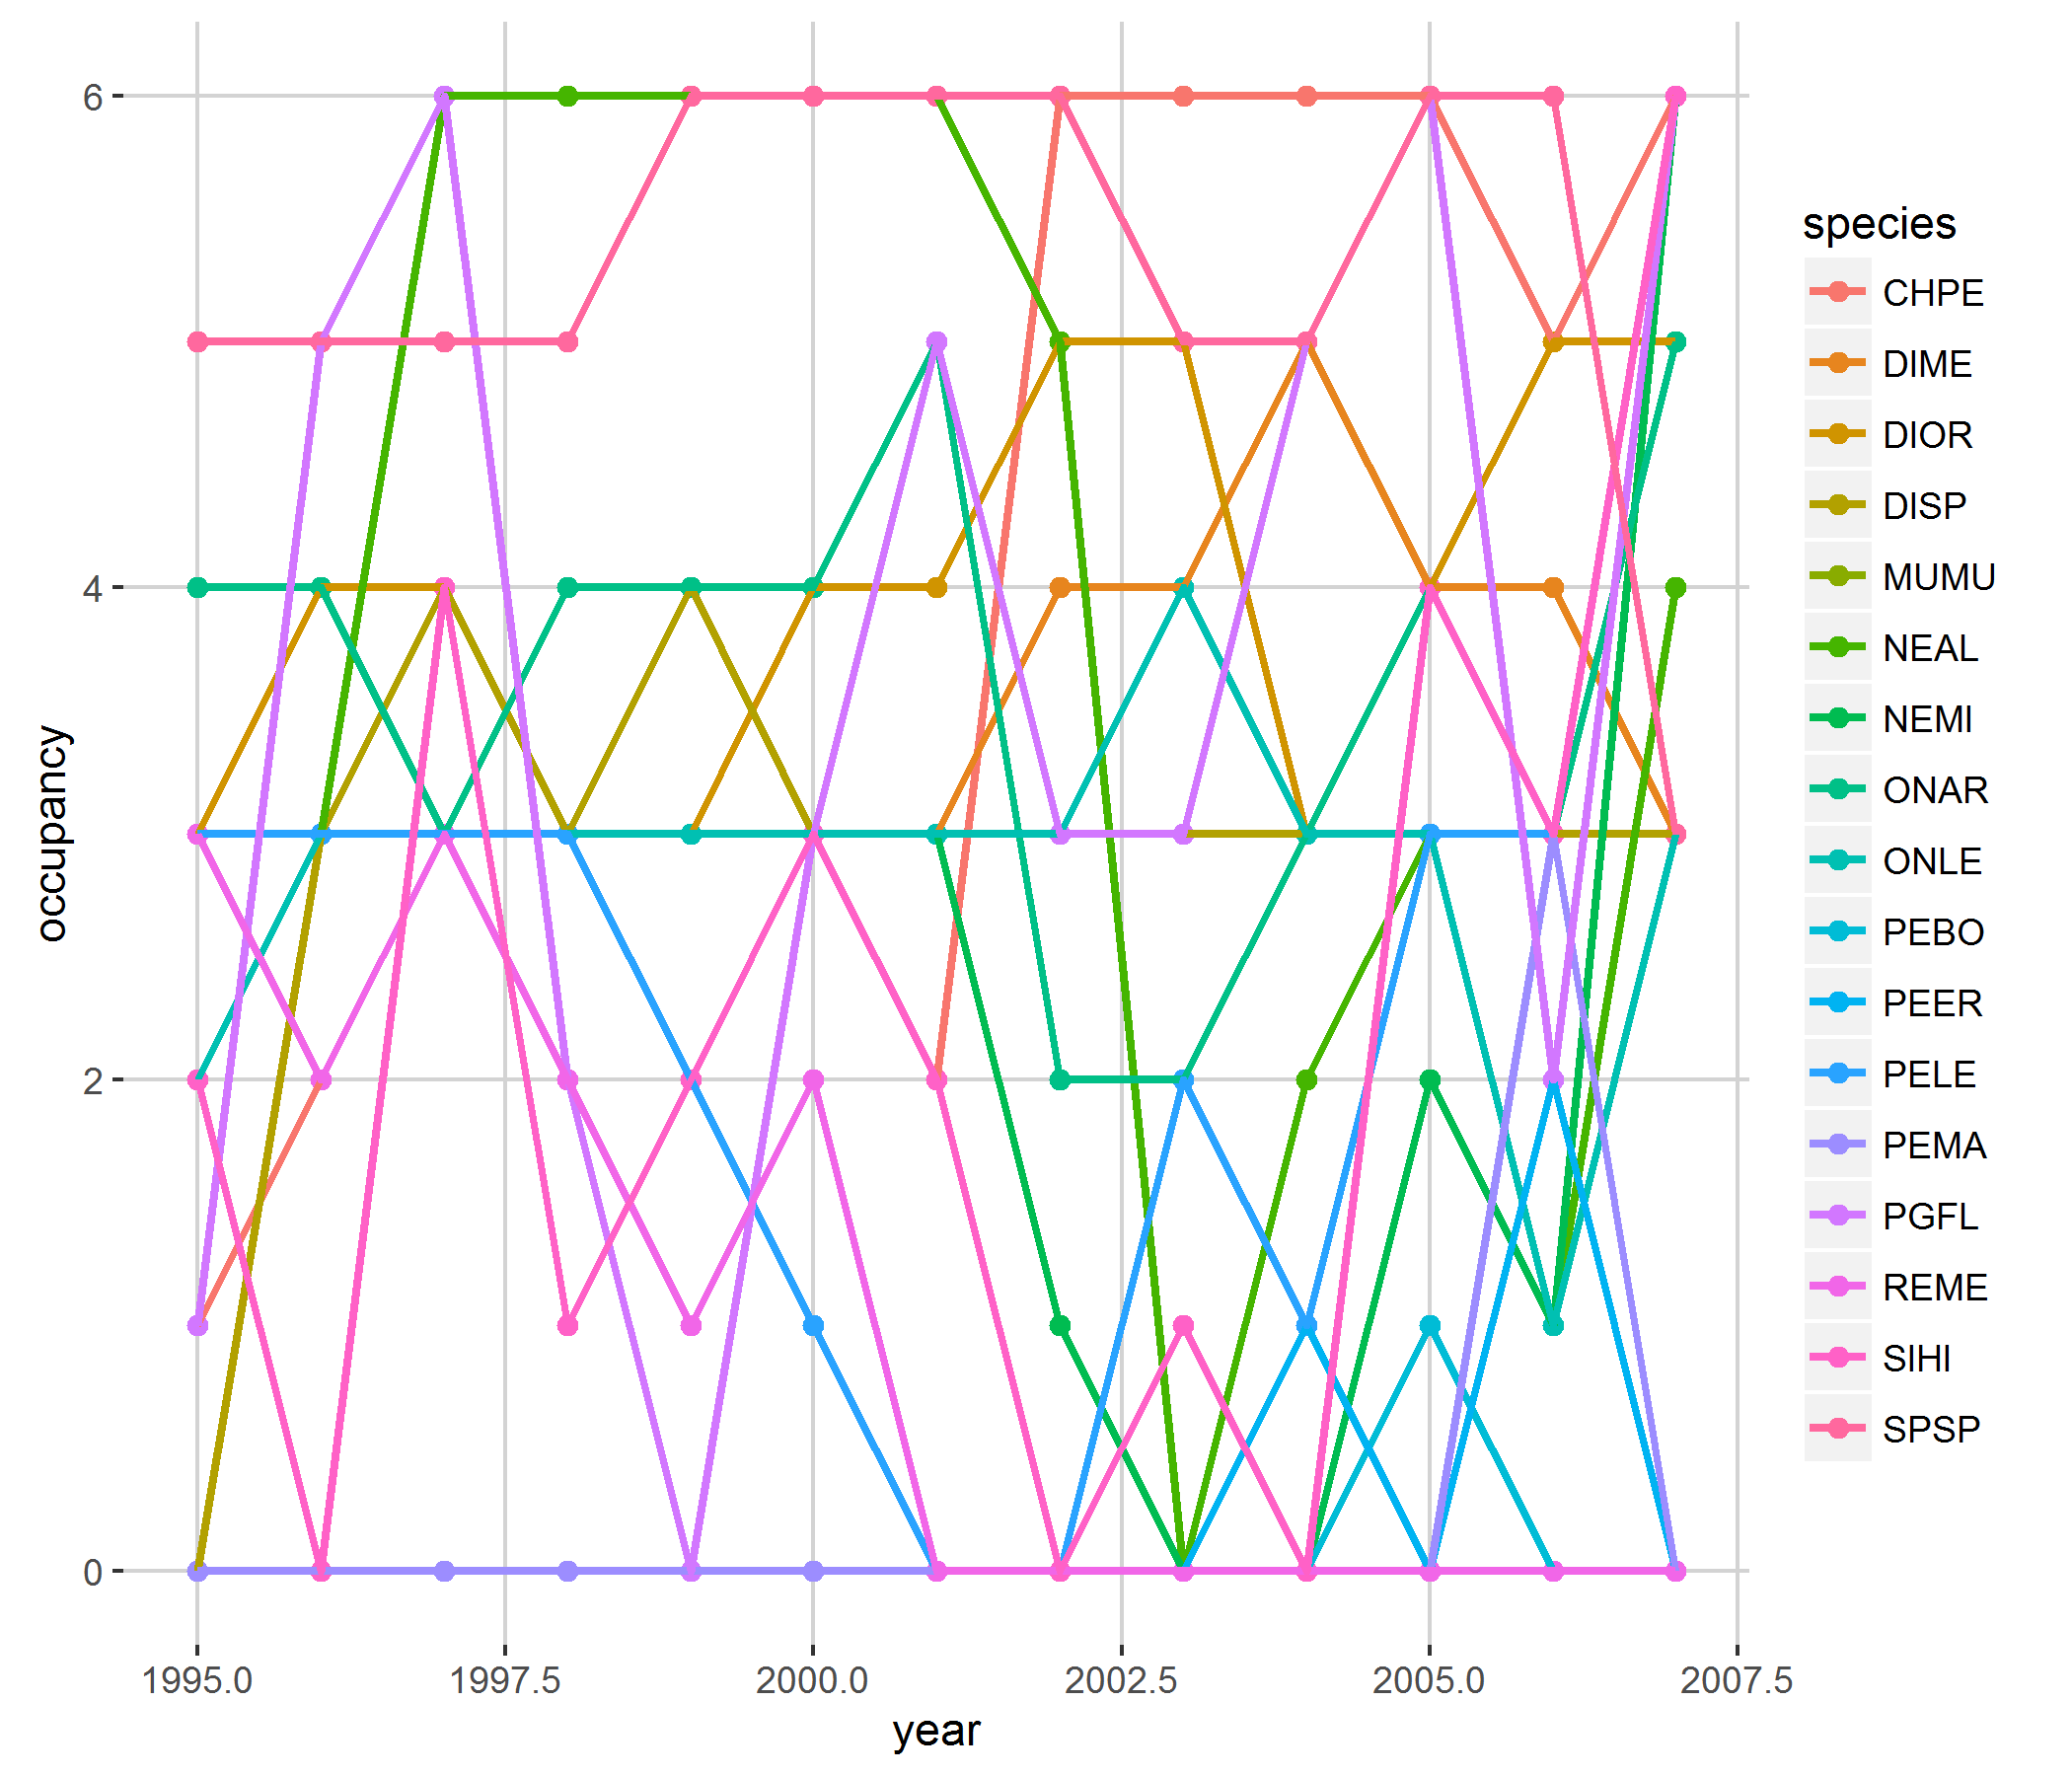 6
4
2
0
occupancy
1995.0 1997.5 2000.0 2002.5 2005.0 2007.5
year
species
CHPE
DIME
DIOR
DISP
MUMU
NEAL
NEMI
ONAR
ONLE
PEBO
PEER
PELE
PEMA
PGFL
REME
SIHI
SPSP